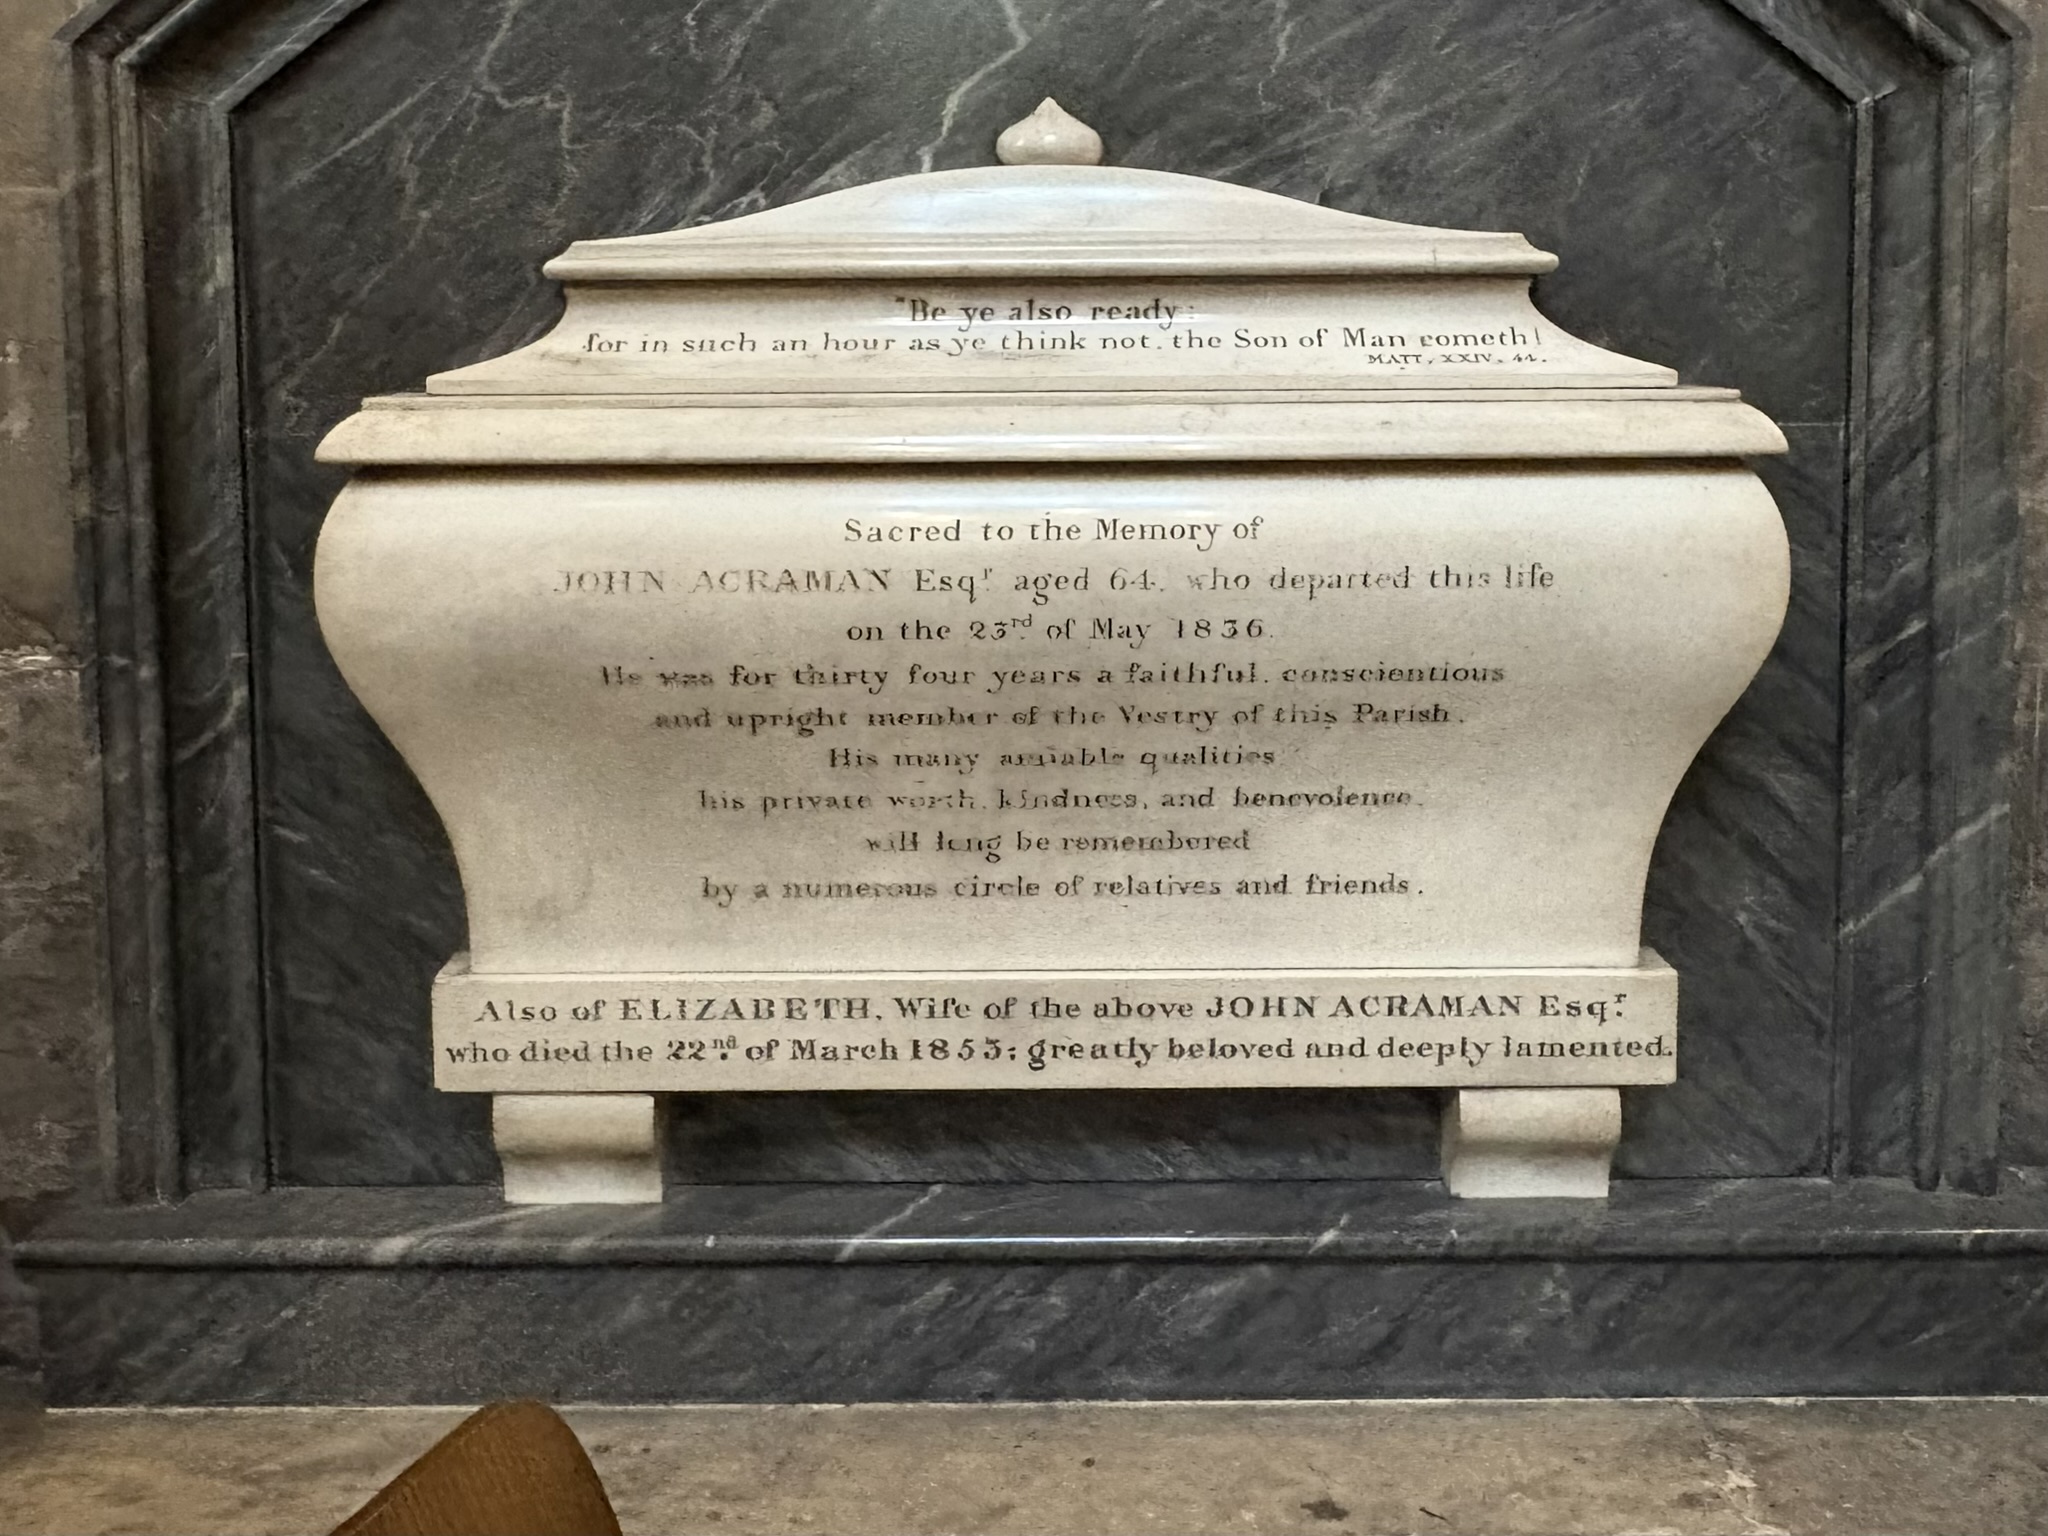 "Be ye also ready:
for in such an hour as ye think not, the Son of Man cometh!
MATT. XXIV. 44.
Sacred to the Memory of
JOHN ACRAMAN Esqr. aged 64, who departed this life
on the 23rd. of May 1836.
He was for thirty four years a faithful, conscientious
and upright member of the Vestry of this Parish.
His many amiable qualities
his private worth, kindness, and benevolence,
will long be remembered
by a numerous circle of relatives and friends.
Also of ELIZABETH, Wife of the above JOHN ACRAMAN Esqr.
who died the 22nd. of March 1853; greatly beloved and deeply lamented.